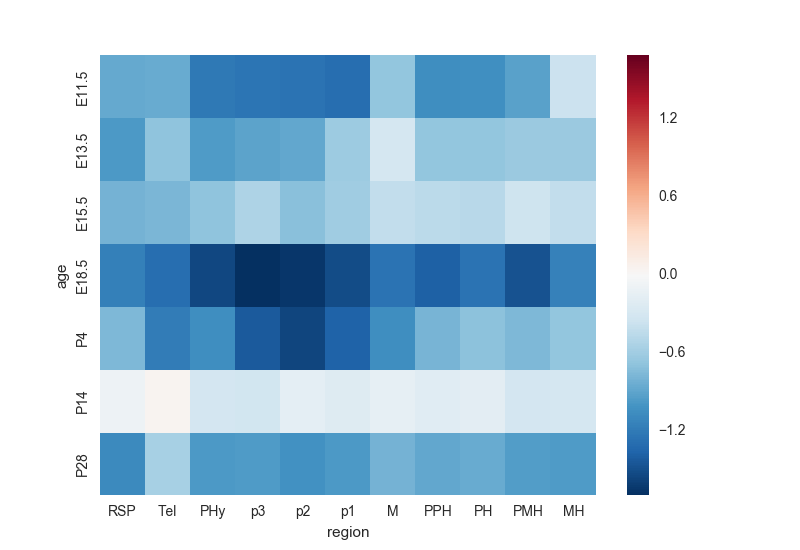 E11.5
E13.5
E15.5
E18.5
P4
P14
P28
age
RSP Tel PHy p3 p2 p1 M PPH PH PMH MH
region
1.2
0.6
0.0
−0.6
−1.2